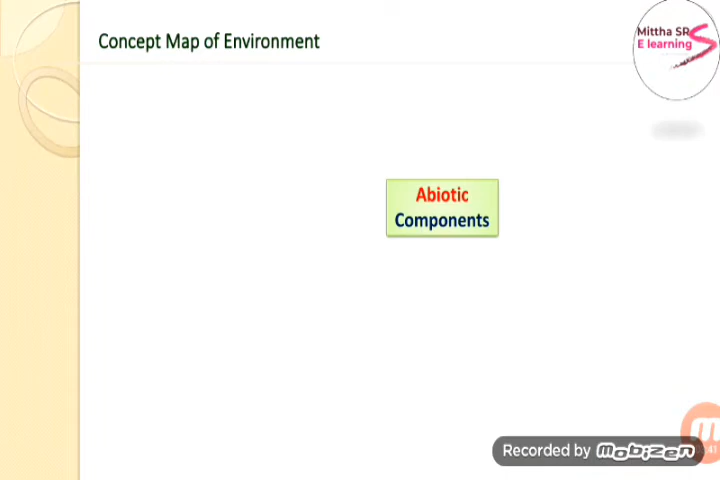 Concept Map of Environment
Mittha SR
E learning
Abiotic
Components
Recorded by mobizen